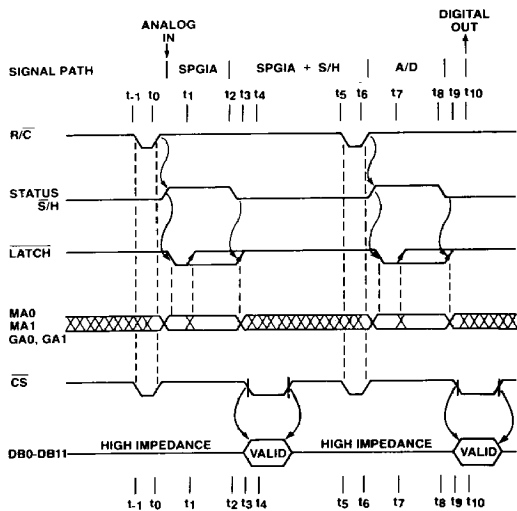 ANALOG IN
DIGITAL OUT
SIGNAL PATH SPGIA SPGIA + S/H A/D
t-1 t0 t1 t2 t3 t4 t5 t6 t7 t8 t9 t10
R/C̅
STATUS
S̅/H
L̅A̅T̅C̅H̅
MA0
MA1
GA0, GA1
C̅S̅
DB0-DB11 HIGH IMPEDANCE VALID HIGH IMPEDANCE VALID
t-1 t0 t1 t2 t3 t4 t5 t6 t7 t8 t9 t10